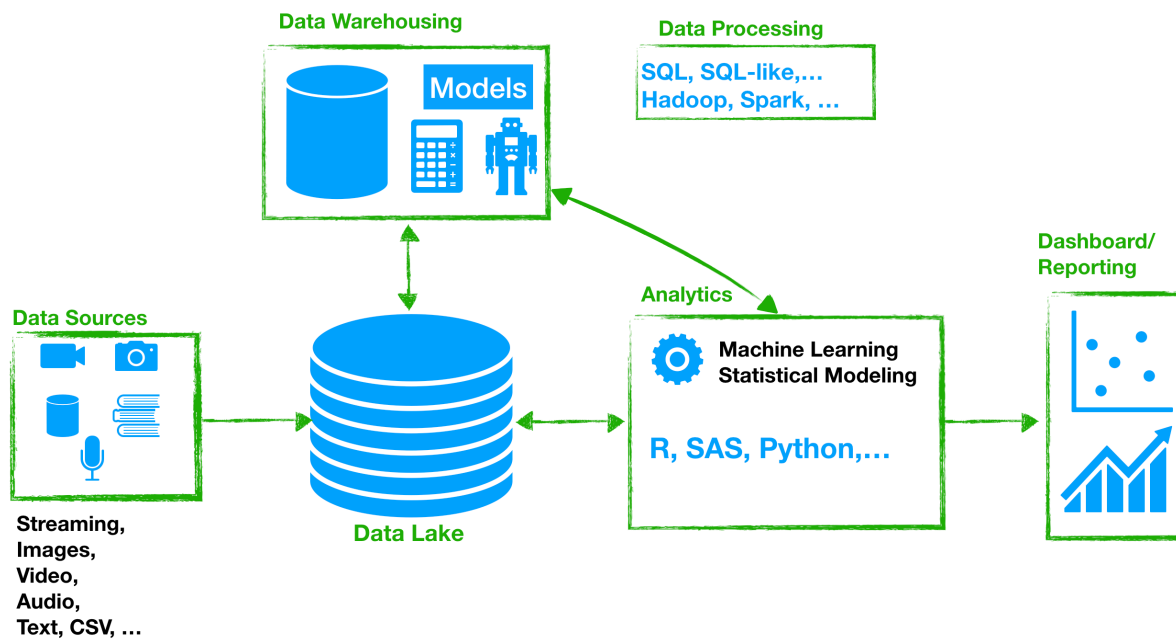 Data Warehousing
Models
Data Processing
SQL, SQL-like,...
Hadoop, Spark, ...
Data Sources
Streaming,
Images,
Video,
Audio,
Text, CSV, ...
Data Lake
Analytics
Machine Learning
Statistical Modeling
R, SAS, Python,...
Dashboard/
Reporting